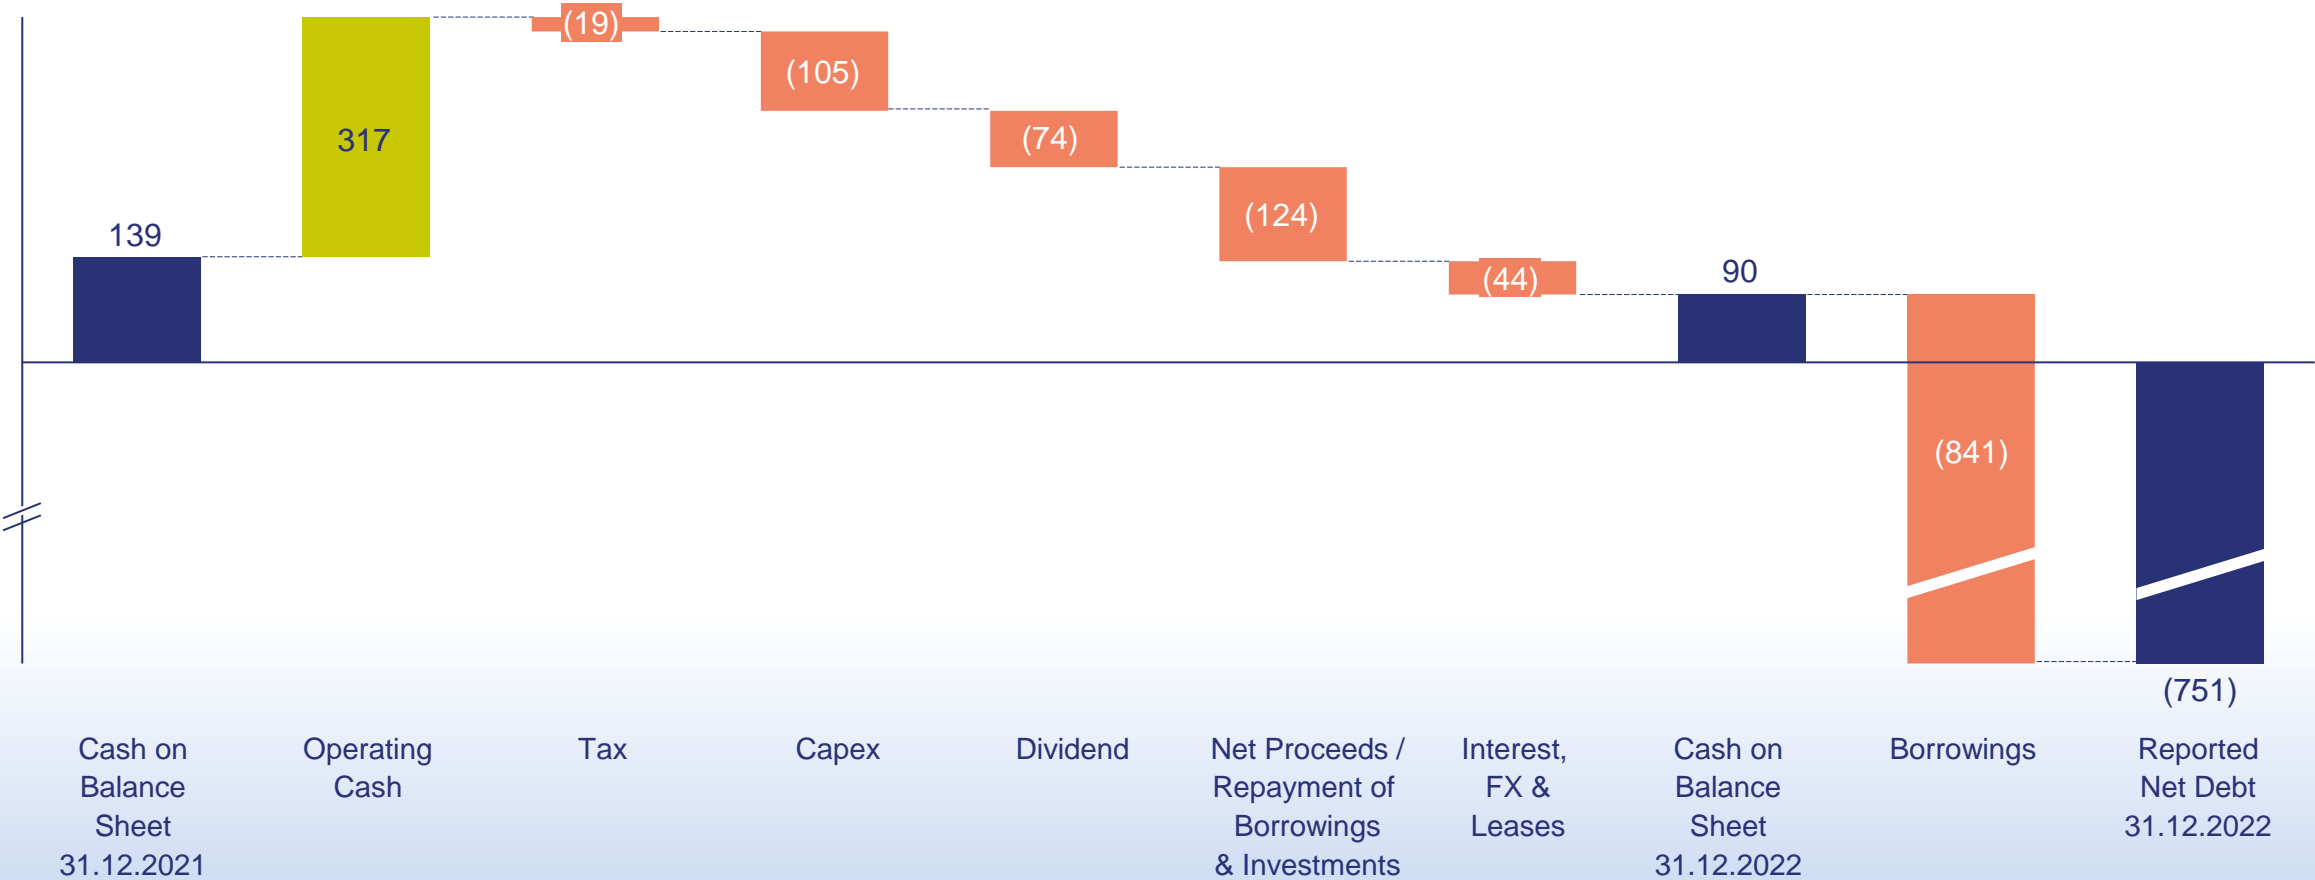 139
317
(19)
(105)
(74)
(124)
(44)
90
(841)
(751)
Cash on
Balance
Sheet
31.12.2021
Operating
Cash
Tax
Capex
Dividend
Net Proceeds /
Repayment of
Borrowings
& Investments
Interest,
FX &
Leases
Cash on
Balance
Sheet
31.12.2022
Borrowings
Reported
Net Debt
31.12.2022